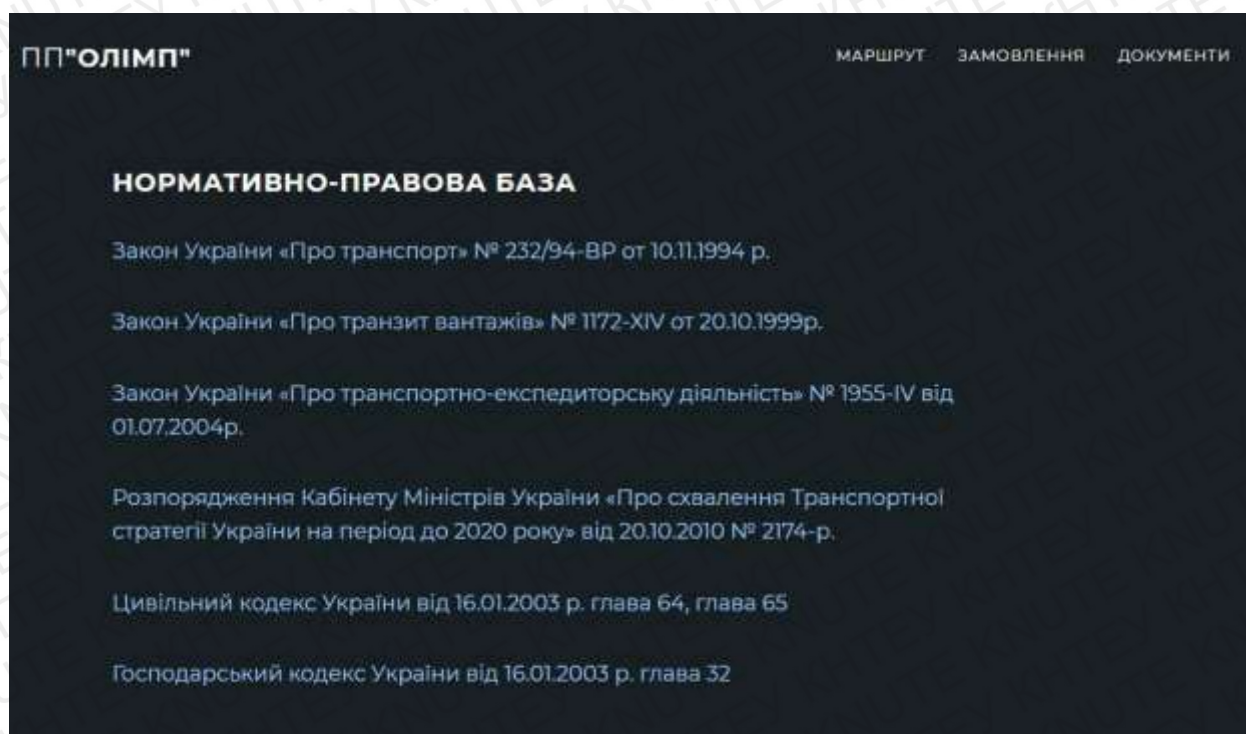 ПП"ОЛІМП"
МАРШРУТ ЗАМОВЛЕННЯ ДОКУМЕНТИ
НОРМАТИВНО-ПРАВОВА БАЗА
Закон України «Про транспорт» № 232/94-ВР от 10.11.1994 р.
Закон України «Про транзит вантажів» № 1172-XIV от 20.10.1999р.
Закон України «Про транспортно-експедиторську діяльність» № 1955-IV від
01.07.2004р.
Розпорядження Кабінету Міністрів України «Про схвалення Транспортної
стратегії України на період до 2020 року» від 20.10.2010 № 2174-р.
Цивільний кодекс України від 16.01.2003 р. глава 64, глава 65
Господарський кодекс України від 16.01.2003 р. глава 32